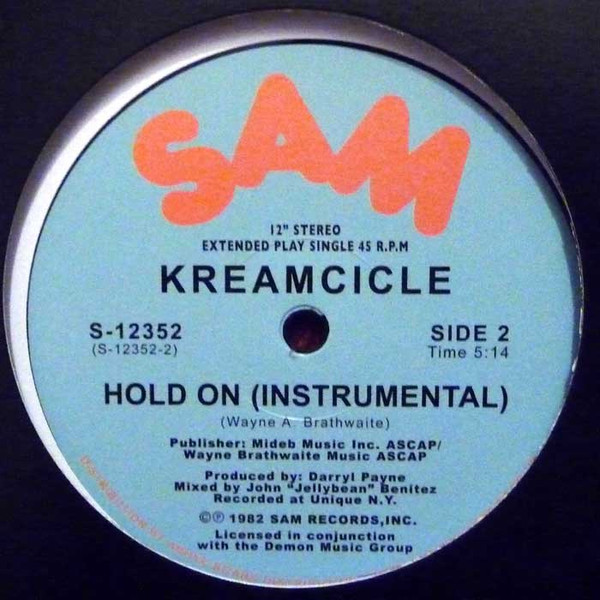 SAM
12" STEREO
EXTENDED PLAY SINGLE 45 R.P.M
KREAMCICLE
S-12352
(S-12352-2)
SIDE 2
Time 5:14
HOLD ON (INSTRUMENTAL)
(Wayne A. Brathwaite)
Publisher: Mideb Music Inc. ASCAP/
Wayne Brathwaite Music ASCAP
Produced by: Darryl Payne
Mixed by John "Jellybean" Benitez
Recorded at Unique N.Y.
©℗ 1982 SAM RECORDS,INC.
Licensed in conjunction
with the Demon Music Group
DISTRIBUTION BY